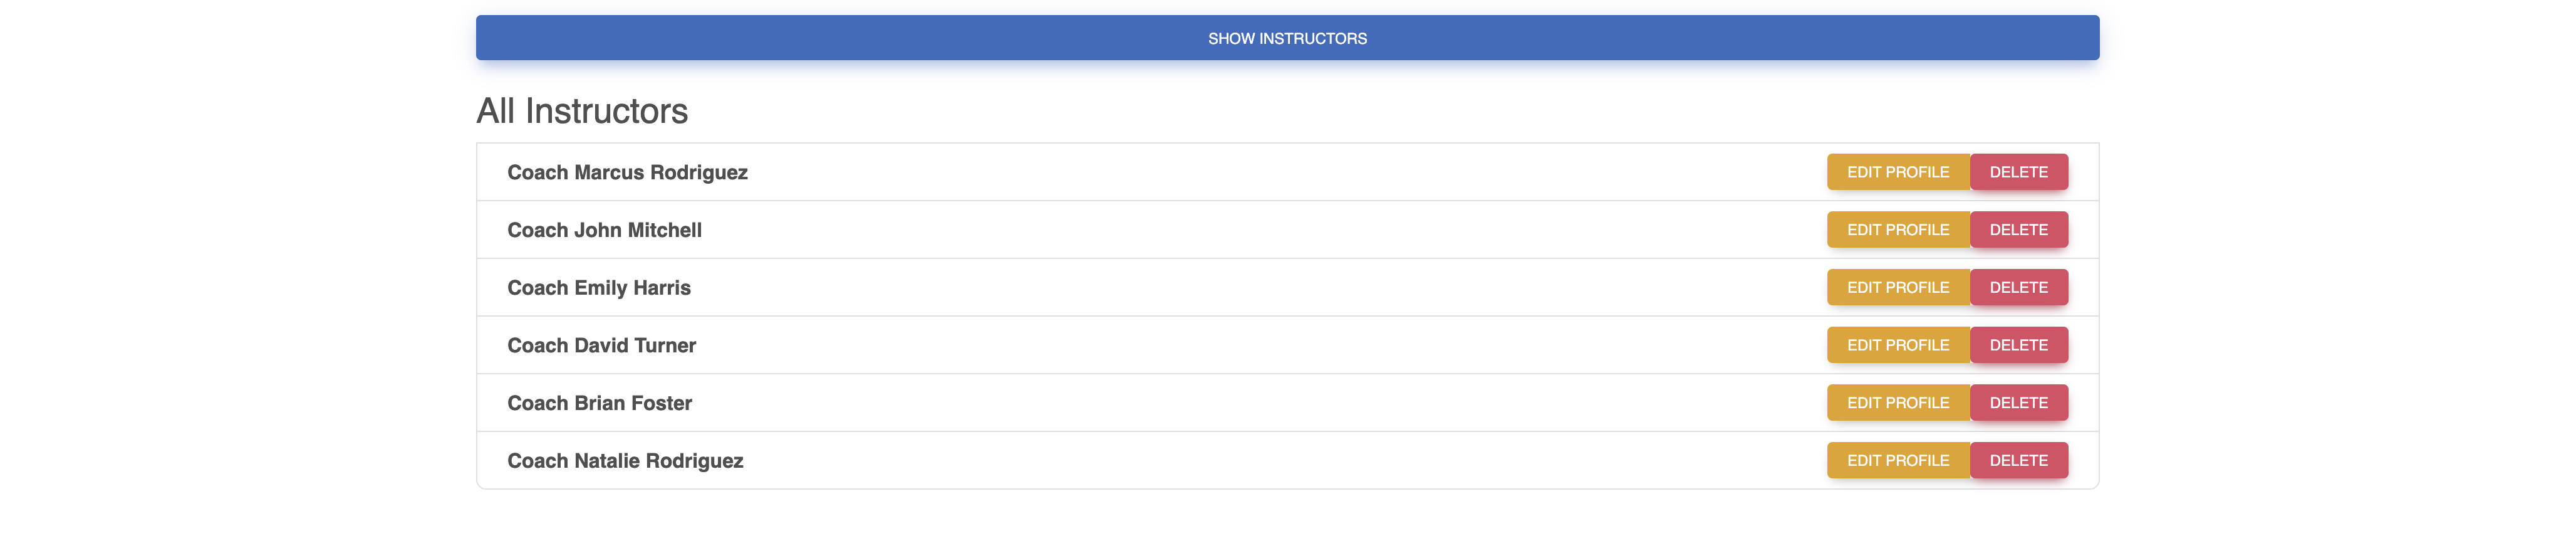 SHOW INSTRUCTORS
All Instructors
Coach Marcus Rodriguez EDIT PROFILE DELETE
Coach John Mitchell EDIT PROFILE DELETE
Coach Emily Harris EDIT PROFILE DELETE
Coach David Turner EDIT PROFILE DELETE
Coach Brian Foster EDIT PROFILE DELETE
Coach Natalie Rodriguez EDIT PROFILE DELETE